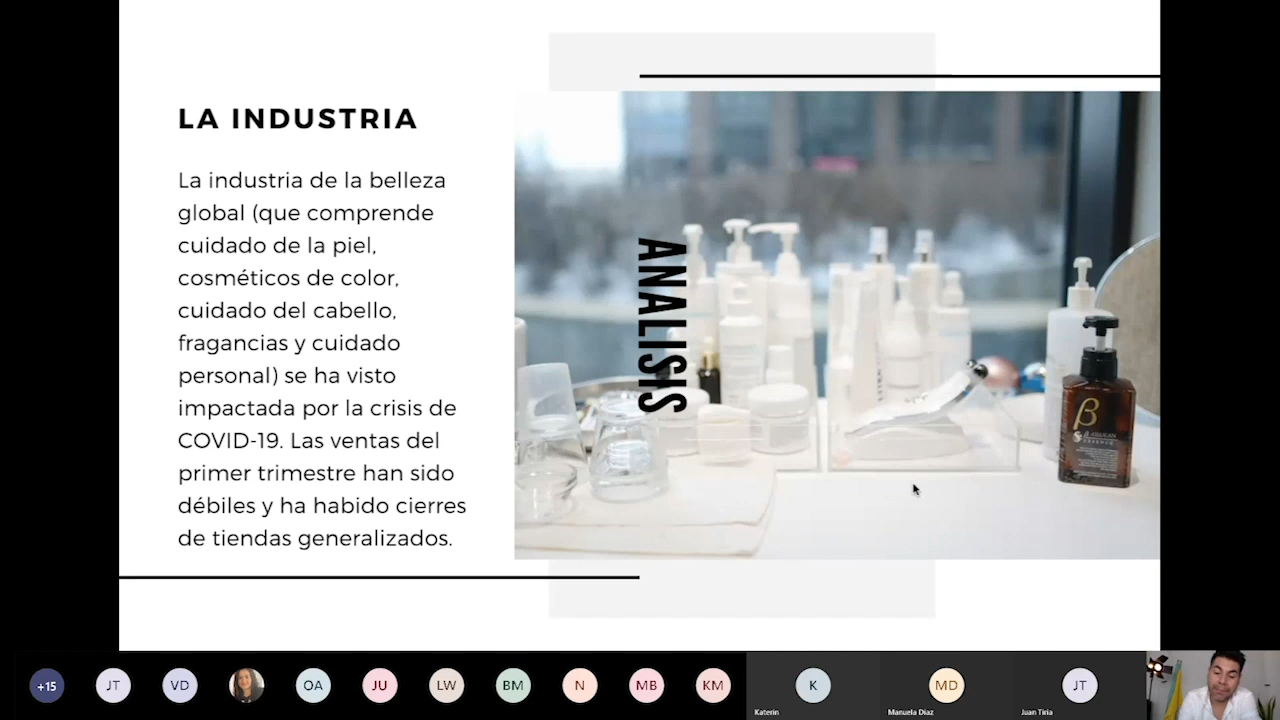 LA INDUSTRIA
La industria de la belleza
global (que comprende
cuidado de la piel,
cosméticos de color,
cuidado del cabello,
fragancias y cuidado
personal) se ha visto
impactada por la crisis de
COVID-19. Las ventas del
primer trimestre han sido
débiles y ha habido cierres
de tiendas generalizados.
ANALISIS
β
+15
JT
VD
OA
JU
LW
BM
N
MB
KM
K
Katerin
MD
Manuela Diaz
JT
Juan Tiria